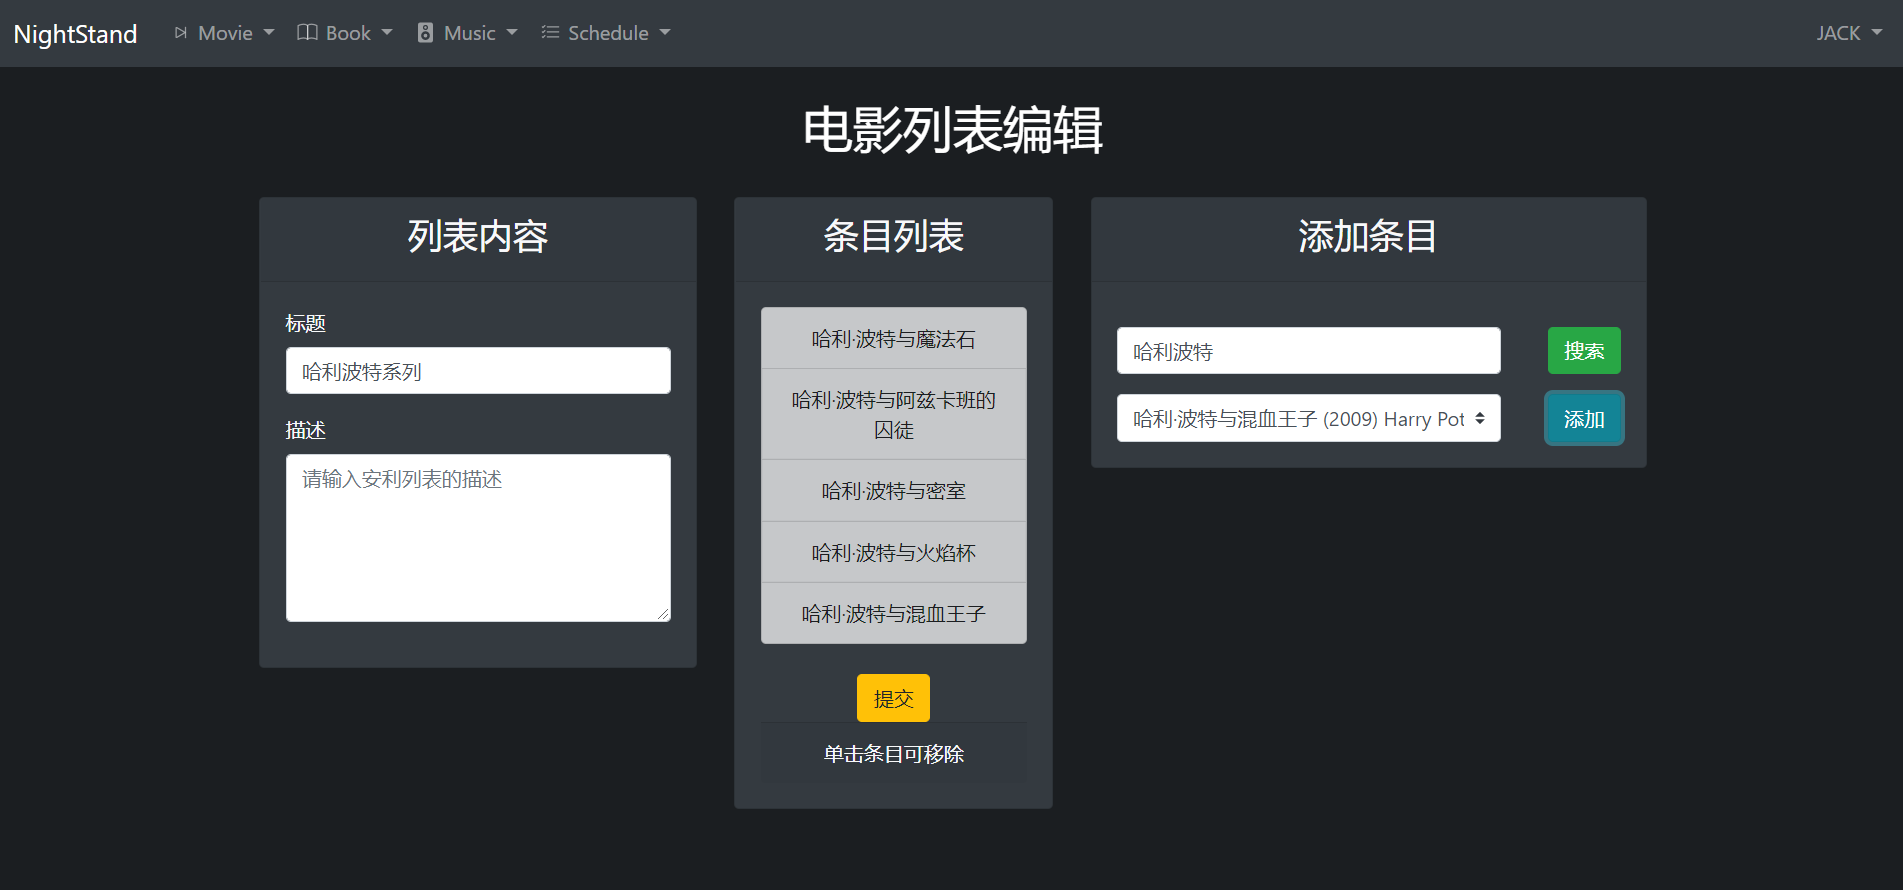 NightStand Movie Book Music Schedule JACK
电影列表编辑
列表内容
标题
哈利波特系列
描述
请输入安利列表的描述
条目列表
哈利·波特与魔法石
哈利·波特与阿兹卡班的
囚徒
哈利·波特与密室
哈利·波特与火焰杯
哈利·波特与混血王子
提交
单击条目可移除
添加条目
哈利波特 搜索
哈利·波特与混血王子 (2009) Harry Pot 添加